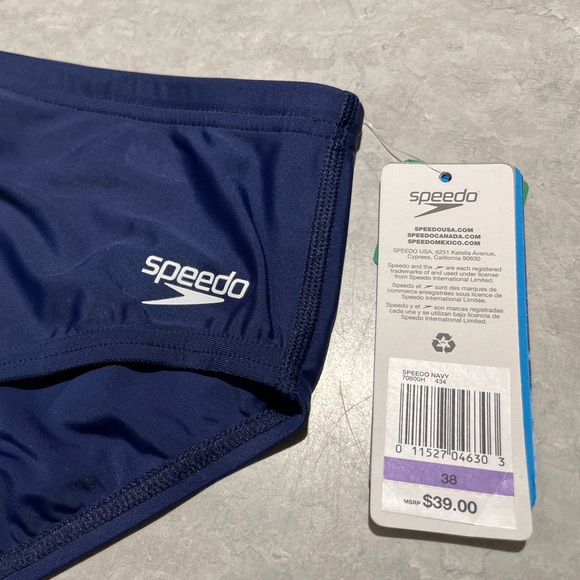 speedo
speedo
SPEEDOUSA.COM
SPEEDOCANADA.COM
SPEEDOMEXICO.COM
SPEEDO USA, 6251 Katella Avenue,
Cypress, California 90630
Speedo and the are each registered
trademarks of and used under license
from Speedo International Limited.
Speedo et sont des marques de
commerce enregistrées sous licence de
Speedo International Limited.
Speedo y el son marcas registradas
cada una y se utilizan bajo licencia de
Speedo International Limited.
SPEEDO NAVY
70800H 434
0 11527 04630 3
38
MSRP $39.00